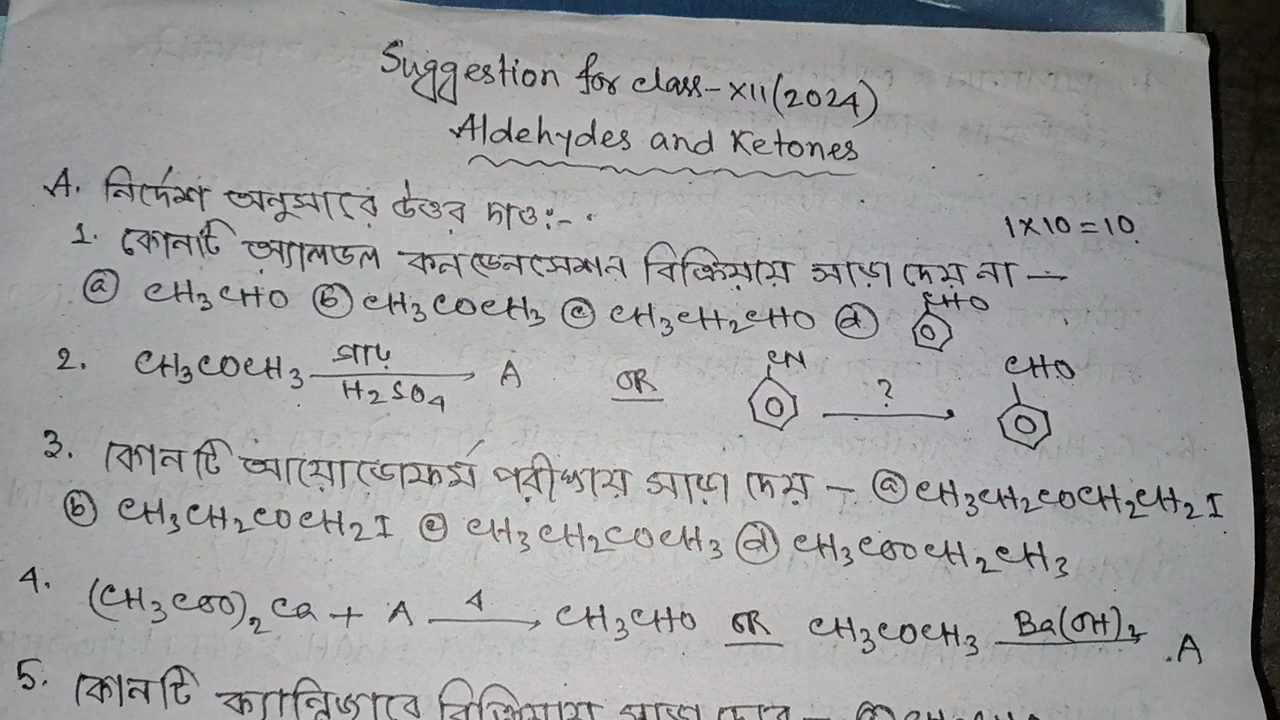 Suggestion for class-XII(2024)
Aldehydes and Ketones
A. নির্দেশ অনুসারে উত্তর দাও:-
1×10=10
1. কোনটি অ্যালডল কনডেনসেশন বিক্রিয়ায় সাড়া দেয় না —
ⓐ CH3CHO ⓑ CH3COCH3 ⓒ CH3CH2CHO ⓓ CHO
2. CH3COCH3 গাঢ় H2SO4 → A OR CN ? → CHO
3. কোনটি আয়োডোফর্ম পরীক্ষায় সাড়া দেয় – ⓐ CH3CH2COCH2CH2I
ⓑ CH3CH2COCH2I ⓒ CH3CH2COCH3 ⓓ CH3COOCH2CH3
4. (CH3COO)2Ca + A Δ → CH3CHO OR CH3COCH3 Ba(OH)2 → A
5. কোনটি ক্যানিজারো বিক্রিয়ায় সাড়া দেবে –